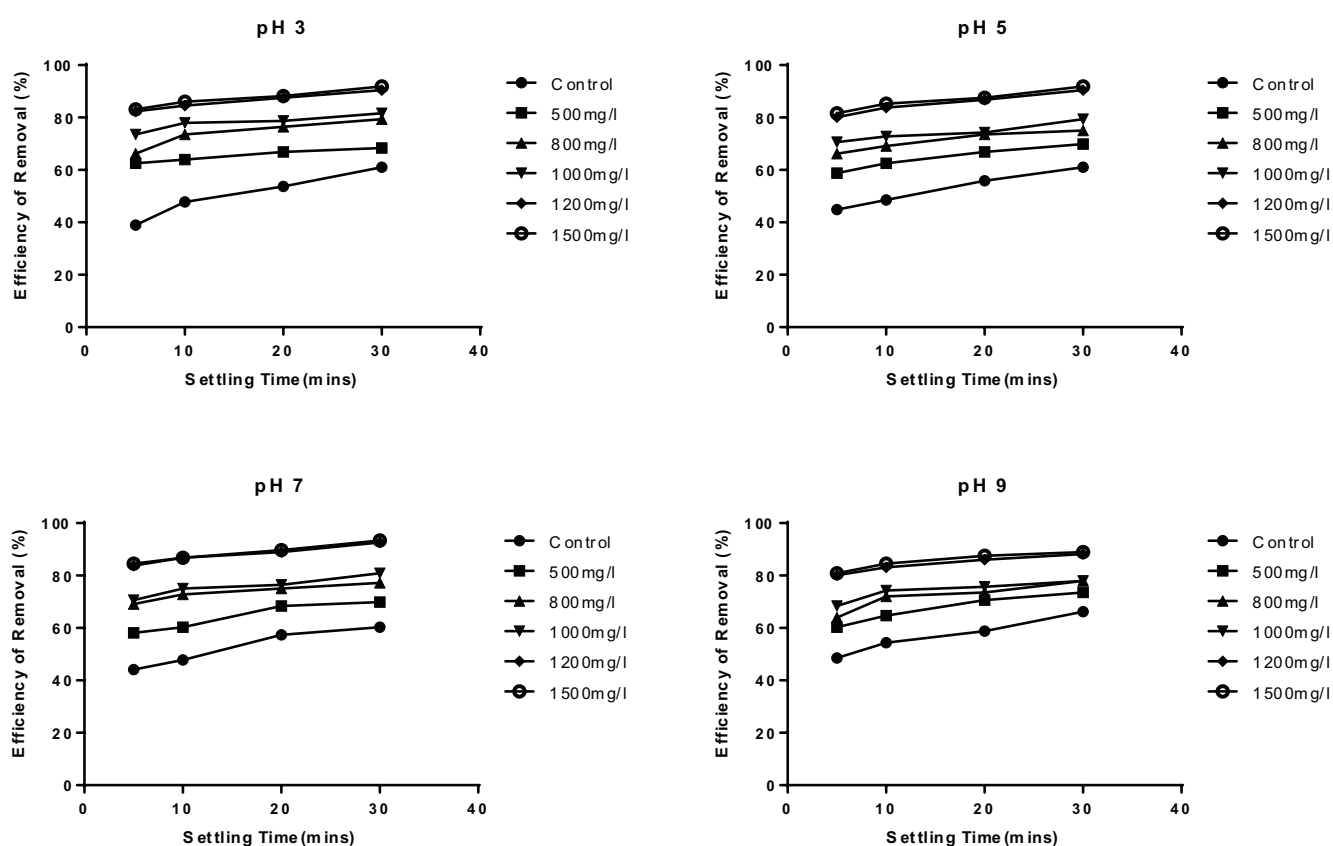 pH 3
Efficiency of Removal (%)
100
80
60
40
20
0
0 10 20 30 40
Settling Time (mins)
Control
500mg/l
800mg/l
1000mg/l
1200mg/l
1500mg/l
pH 5
Efficiency of Removal (%)
100
80
60
40
20
0
0 10 20 30 40
Settling Time (mins)
Control
500mg/l
800mg/l
1000mg/l
1200mg/l
1500mg/l
pH 7
Efficiency of Removal (%)
100
80
60
40
20
0
0 10 20 30 40
Settling Time (mins)
Control
500mg/l
800mg/l
1000mg/l
1200mg/l
1500mg/l
pH 9
Efficiency of Removal (%)
100
80
60
40
20
0
0 10 20 30 40
Settling Time (mins)
Control
500mg/l
800mg/l
1000mg/l
1200mg/l
1500mg/l